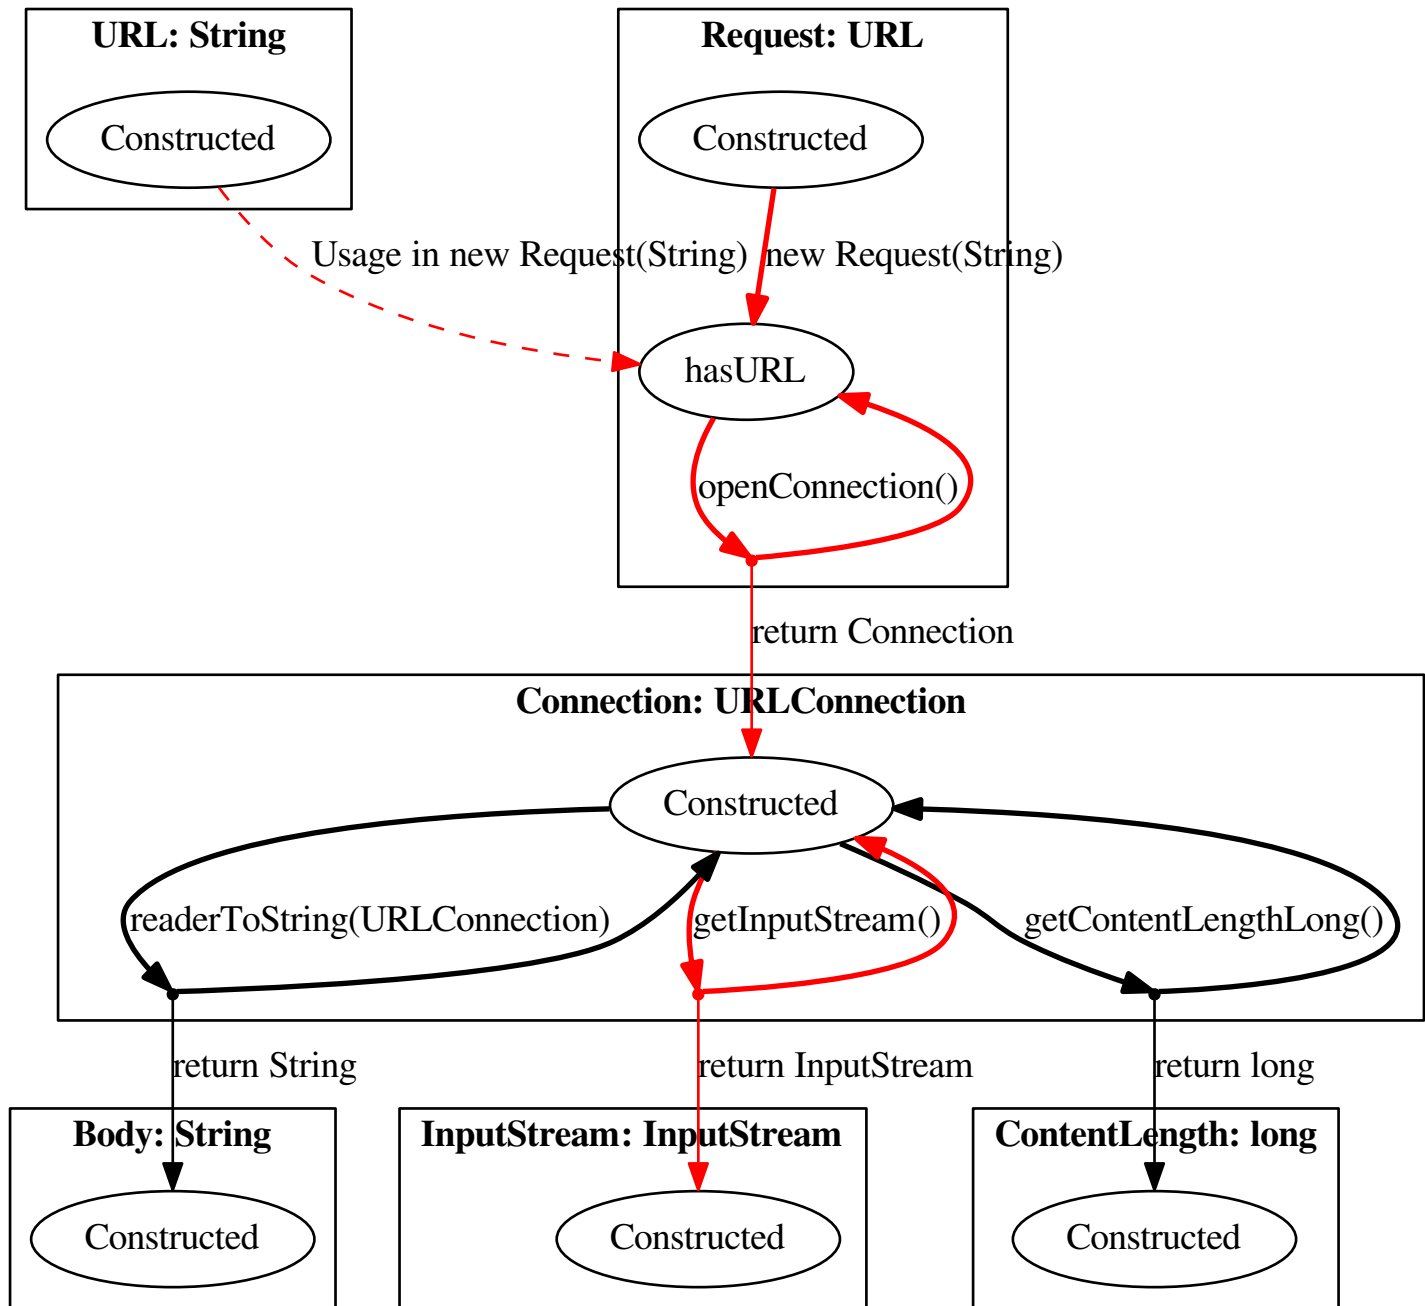 URL: String
Request: URL
Constructed
Constructed
Usage in new Request(String)
new Request(String)
hasURL
openConnection()
return Connection
Connection: URLConnection
Constructed
readerToString(URLConnection)
getInputStream()
getContentLengthLong()
return String
return InputStream
return long
Body: String
InputStream: InputStream
ContentLength: long
Constructed
Constructed
Constructed